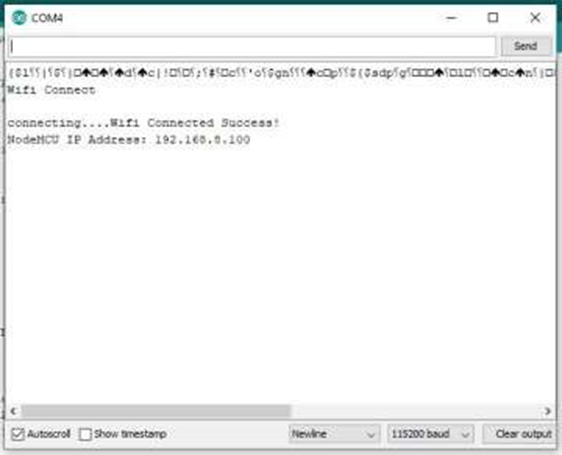 COM4
Send
Wifi Connect
connecting....Wifi Connected Success!
NodeMCU IP Address: 192.168.8.100
Autoscroll
Show timestamp
Newline
115200 baud
Clear output